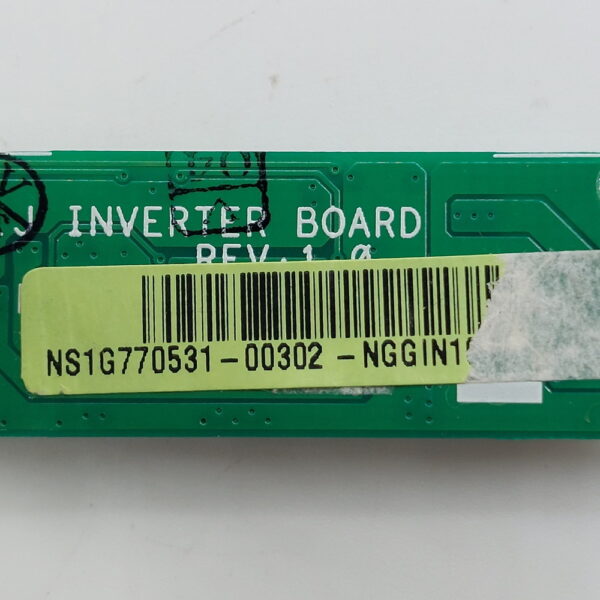 J INVERTER BOARD
REV.1.0
NS1G770531-00302-NGGIN1